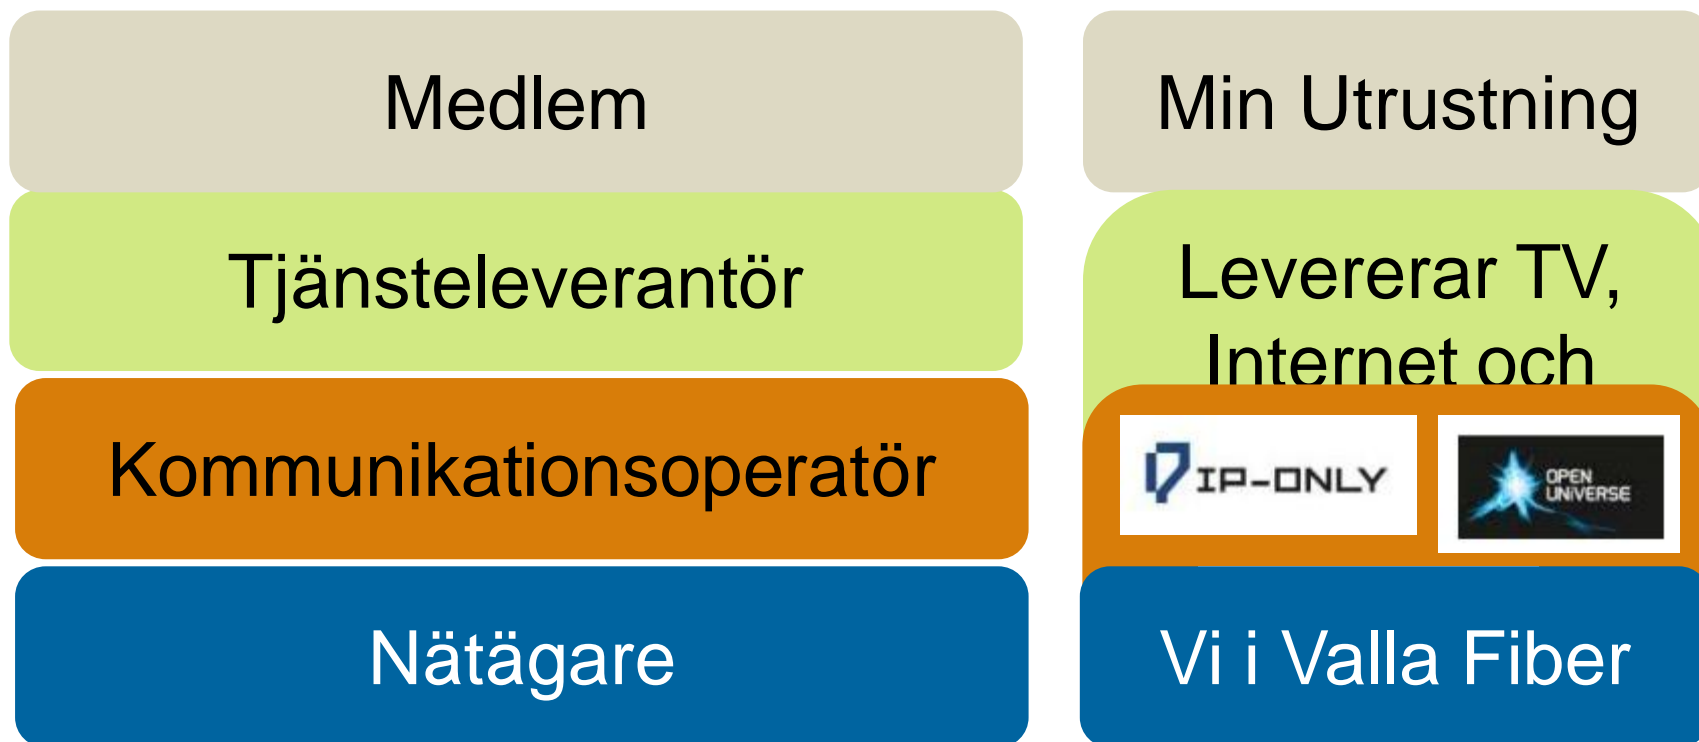 Medlem
Min Utrustning
Tjänsteleverantör
Levererar TV,
Internet och
Kommunikationsoperatör
IP-ONLY
OPEN
UNIVERSE
Nätägare
Vi i Valla Fiber